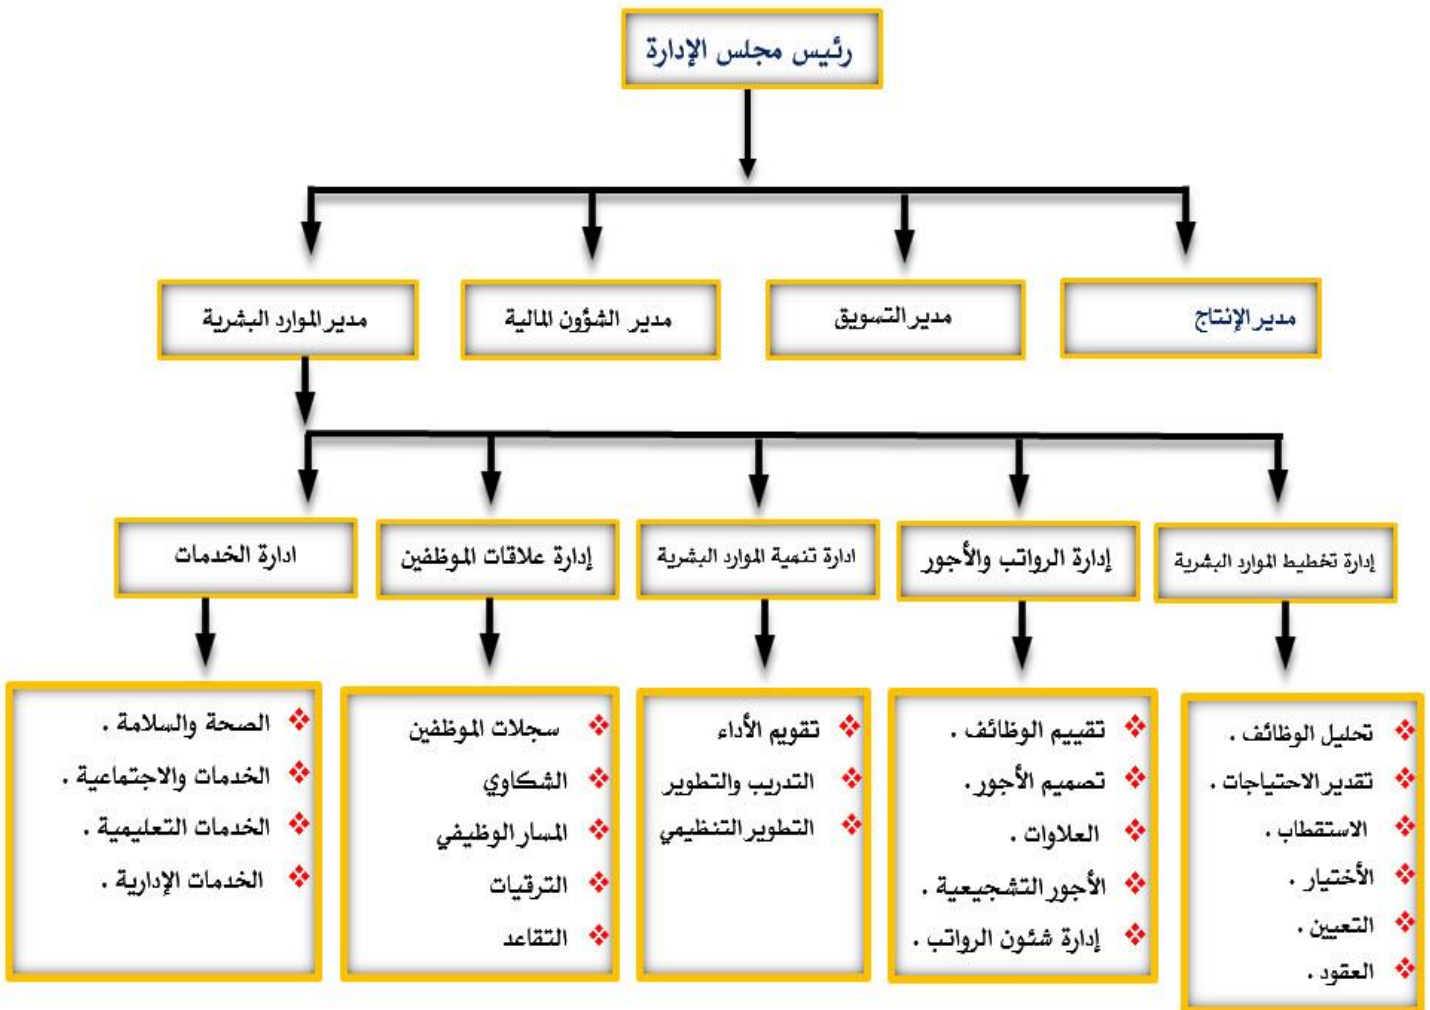 رئيس مجلس الإدارة
مدير الإنتاج
مدير التسويق
مدير الشؤون المالية
مدير الموارد البشرية
إدارة تخطيط الموارد البشرية
إدارة الرواتب والأجور
ادارة تنمية الموارد البشرية
إدارة علاقات الموظفين
ادارة الخدمات
تحليل الوظائف .
تقدير الاحتياجات .
الاستقطاب .
الأختيار .
التعيين .
العقود .
تقييم الوظائف .
تصميم الأجور .
العلاوات .
الأجور التشجيعية .
إدارة شئون الرواتب .
تقويم الأداء
التدريب والتطوير
التطوير التنظيمي
سجلات الموظفين
الشكاوي
المسار الوظيفي
الترقيات
التقاعد
الصحة والسلامة .
الخدمات والاجتماعية .
الخدمات التعليمية .
الخدمات الإدارية .